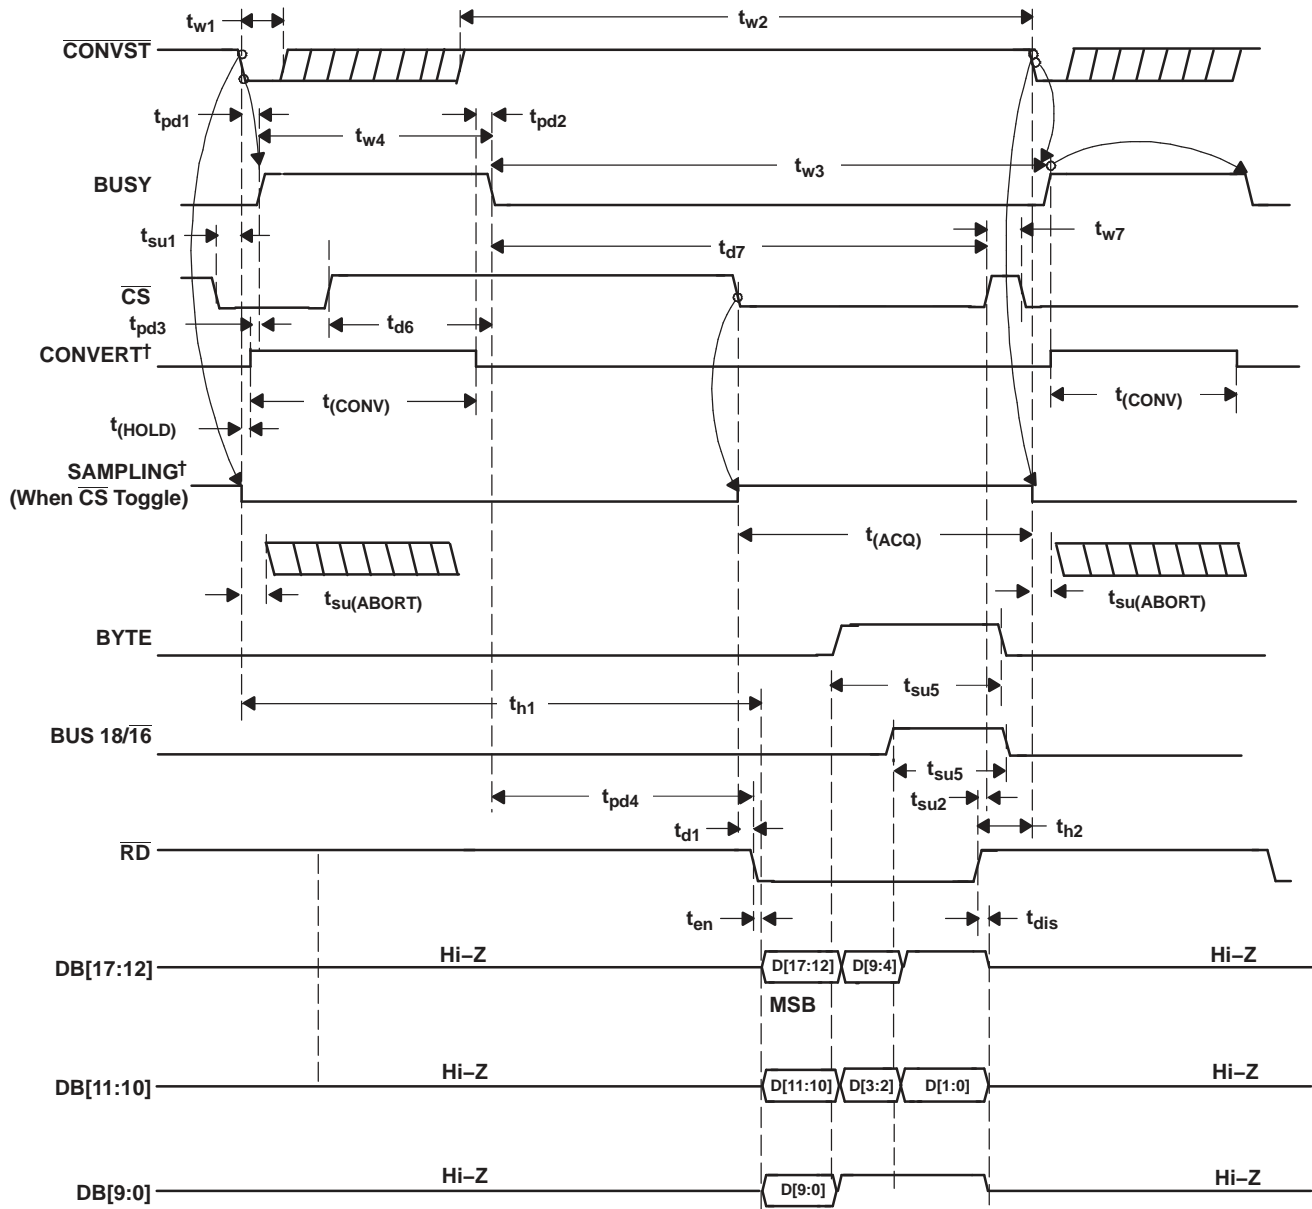 tw1
tw2
CONVST
tpd1
tw4
tpd2
tw3
BUSY
tsu1
td7
tw7
CS
tpd3
td6
CONVERT†
t(CONV)
t(CONV)
t(HOLD)
SAMPLING†
(When CS Toggle)
t(ACQ)
tsu(ABORT)
tsu(ABORT)
BYTE
tsu5
th1
BUS 18/16
tsu5
tpd4
tsu2
td1
th2
RD
ten
tdis
Hi–Z
Hi–Z
DB[17:12]
D[17:12]
D[9:4]
MSB
Hi–Z
Hi–Z
DB[11:10]
D[11:10]
D[3:2]
D[1:0]
Hi–Z
Hi–Z
DB[9:0]
D[9:0]